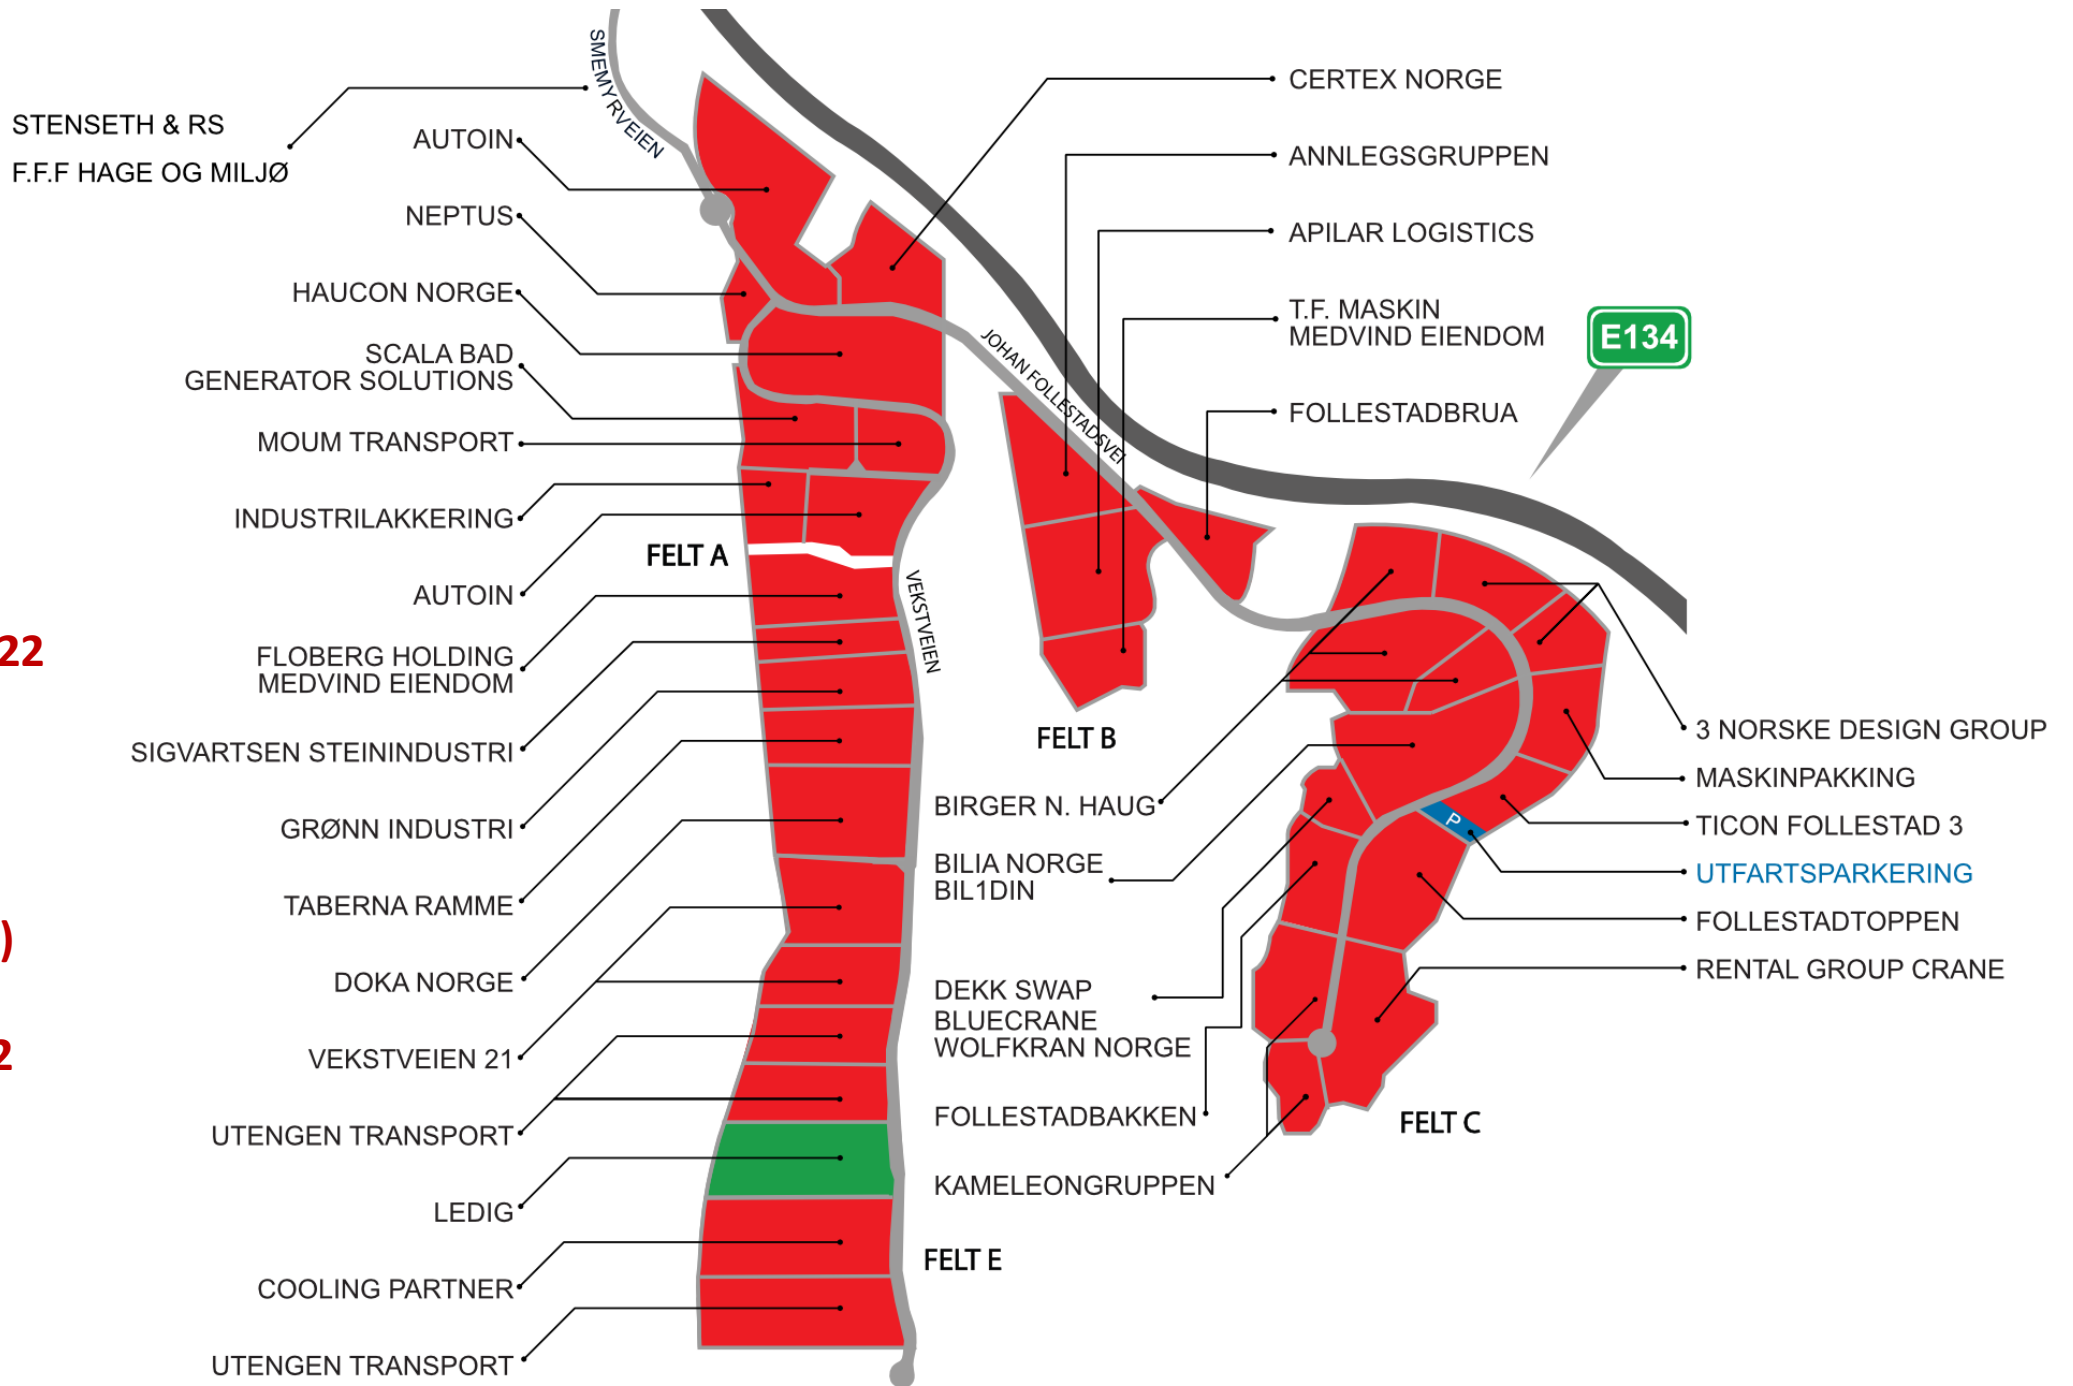 SMEMYRVEIEN
STENSETH & RS
F.F.F HAGE OG MILJØ
AUTOIN
NEPTUS
HAUCON NORGE
SCALA BAD
GENERATOR SOLUTIONS
MOUM TRANSPORT
INDUSTRILAKKERING
FELT A
AUTOIN
22
FLOBERG HOLDING
MEDVIND EIENDOM
SIGVARTSEN STEININDUSTRI
GRØNN INDUSTRI
TABERNA RAMME
)
DOKA NORGE
2
VEKSTVEIEN 21
UTENGEN TRANSPORT
LEDIG
COOLING PARTNER
UTENGEN TRANSPORT
VEKSTVEIEN
FELT E
CERTEX NORGE
ANNLEGSGRUPPEN
APILAR LOGISTICS
T.F. MASKIN
MEDVIND EIENDOM
FOLLESTADBRUA
E134
JOHAN FOLLESTADSVEI
FELT B
BIRGER N. HAUG
BILIA NORGE
BIL1DIN
DEKK SWAP
BLUECRANE
WOLFKRAN NORGE
FOLLESTADBAKKEN
KAMELEONGRUPPEN
FELT C
P
3 NORSKE DESIGN GROUP
MASKINPAKKING
TICON FOLLESTAD 3
UTFARTSPARKERING
FOLLESTADTOPPEN
RENTAL GROUP CRANE